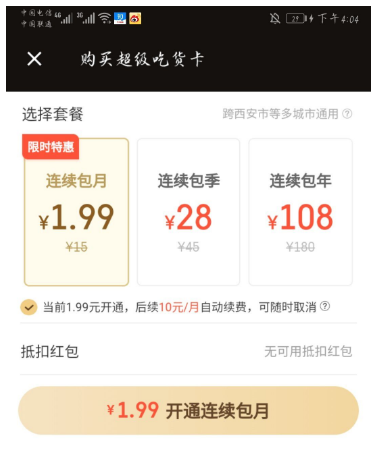 中国电信 4G 3G 下午4:04
中国联通
购买超级吃货卡
选择套餐 跨西安市等多城市通用
限时特惠
连续包月 连续包季 连续包年
¥1.99 ¥28 ¥108
¥15 ¥45 ¥180
当前1.99元开通，后续10元/月自动续费，可随时取消
抵扣红包 无可用抵扣红包
¥1.99 开通连续包月